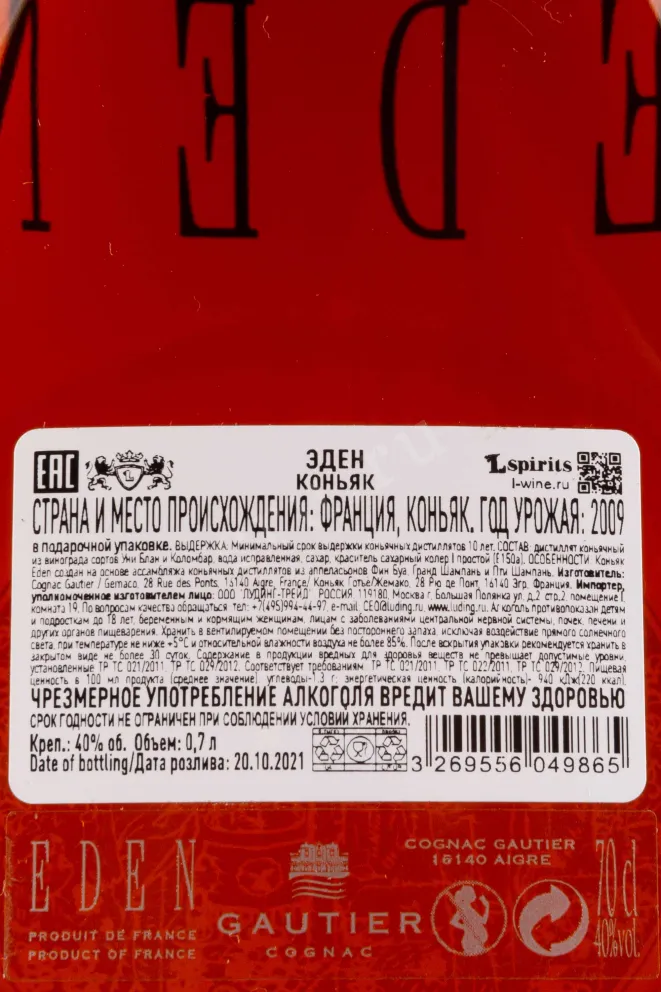 EDEN
EAC
ЭДЕН
КОНЬЯК
L spirits
l-wine.ru
СТРАНА И МЕСТО ПРОИСХОЖДЕНИЯ: ФРАНЦИЯ, КОНЬЯК. ГОД УРОЖАЯ: 2009
в подарочной упаковке. ВЫДЕРЖКА: Минимальный срок выдержки коньячных дистиллятов 10 лет. СОСТАВ: дистиллят коньячный
из винограда сортов Уни Блан и Коломбар, вода исправленная, сахар, краситель сахарный колер I простой (Е150а). ОСОБЕННОСТИ: Коньяк
Eden создан на основе ассамбляжа коньячных дистиллятов из аппелласьонов Фин Буа, Гранд Шампань и Пти Шампань. Изготовитель:
Cognac Gautier / Gemaco, 28 Rue des Ponts, 16140 Aigre, France/ Коньяк Готье/Жемако, 28 Рю де Понт, 16140 Эгр, Франция. Импортер,
уполномоченное изготовителем лицо: ООО "ЛУДИНГ-ТРЕЙД" РОССИЯ 119180, Москва г, Большая Полянка ул, д.2 стр.2, помещение I,
комната 19. По вопросам качества обращаться: тел: +7(495)994-44-97, e-mail: CEO@luding.ru, www.luding.ru. Алкоголь противопоказан детям
и подросткам до 18 лет, беременным и кормящим женщинам, лицам с заболеваниями центральной нервной системы, почек, печени и
других органов пищеварения. Хранить в вентилируемом помещении без постороннего запаха, исключая воздействие прямого солнечного
света, при температуре не ниже +5°С и относительной влажности воздуха не более 85%. После вскрытия упаковки рекомендуется хранить в
закрытом виде не более 30 суток. Содержание в продукции вредных для здоровья веществ не превышает допустимые уровни,
установленные ТР ТС 021/2011, ТР ТС 029/2012. Соответствует требованиям: ТР ТС 021/2011, ТР ТС 022/2011, ТР ТС 029/2012. Пищевая
ценность в 100 мл продукта (среднее значение): углеводы-1,3 г; энергетическая ценность (калорийность)- 940 кДж(220 ккал).
ЧРЕЗМЕРНОЕ УПОТРЕБЛЕНИЕ АЛКОГОЛЯ ВРЕДИТ ВАШЕМУ ЗДОРОВЬЮ
СРОК ГОДНОСТИ НЕ ОГРАНИЧЕН ПРИ СОБЛЮДЕНИИ УСЛОВИЙ ХРАНЕНИЯ.
Креп.: 40% об. Объем: 0,7 л
Date of bottling/Дата розлива: 20.10.2021
3 269556 049865
EDEN
PRODUIT DE FRANCE
PRODUCT OF FRANCE
GAUTIER
COGNAC
COGNAC GAUTIER
16140 AIGRE
70 cl
40%vol.